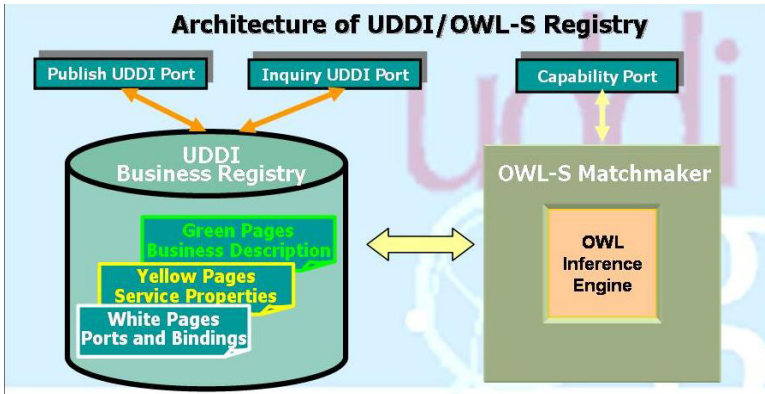 Architecture of UDDI/OWL-S Registry
Publish UDDI Port
Inquiry UDDI Port
Capability Port
UDDI
Business Registry
OWL-S Matchmaker
Green Pages
Business Description
Yellow Pages
Service Properties
White Pages
Ports and Bindings
OWL
Inference
Engine
uddi